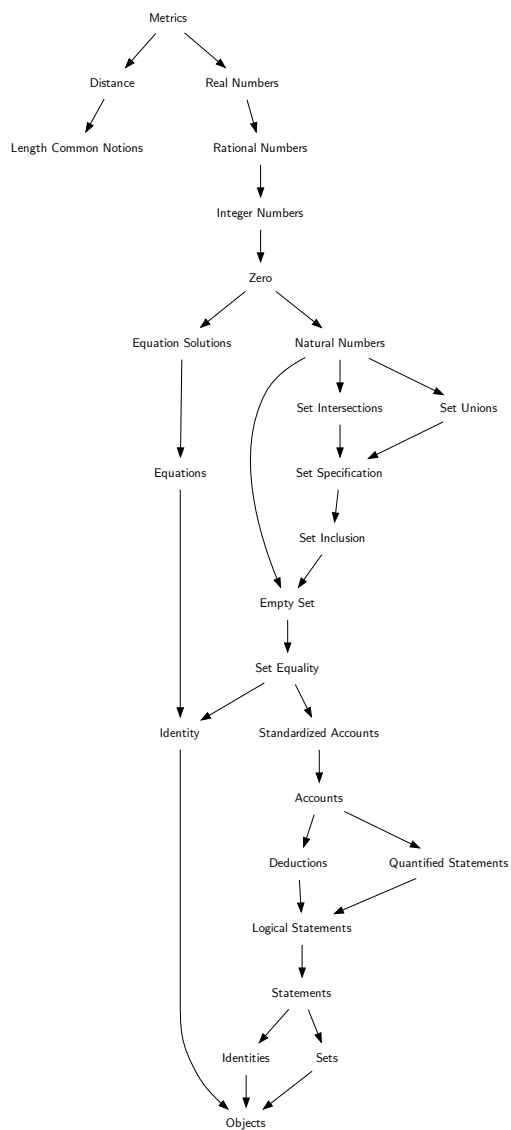 Metrics
Distance
Real Numbers
Length Common Notions
Rational Numbers
Integer Numbers
Zero
Equation Solutions
Natural Numbers
Set Intersections
Set Unions
Equations
Set Specification
Set Inclusion
Empty Set
Set Equality
Identity
Standardized Accounts
Accounts
Deductions
Quantified Statements
Logical Statements
Statements
Identities
Sets
Objects